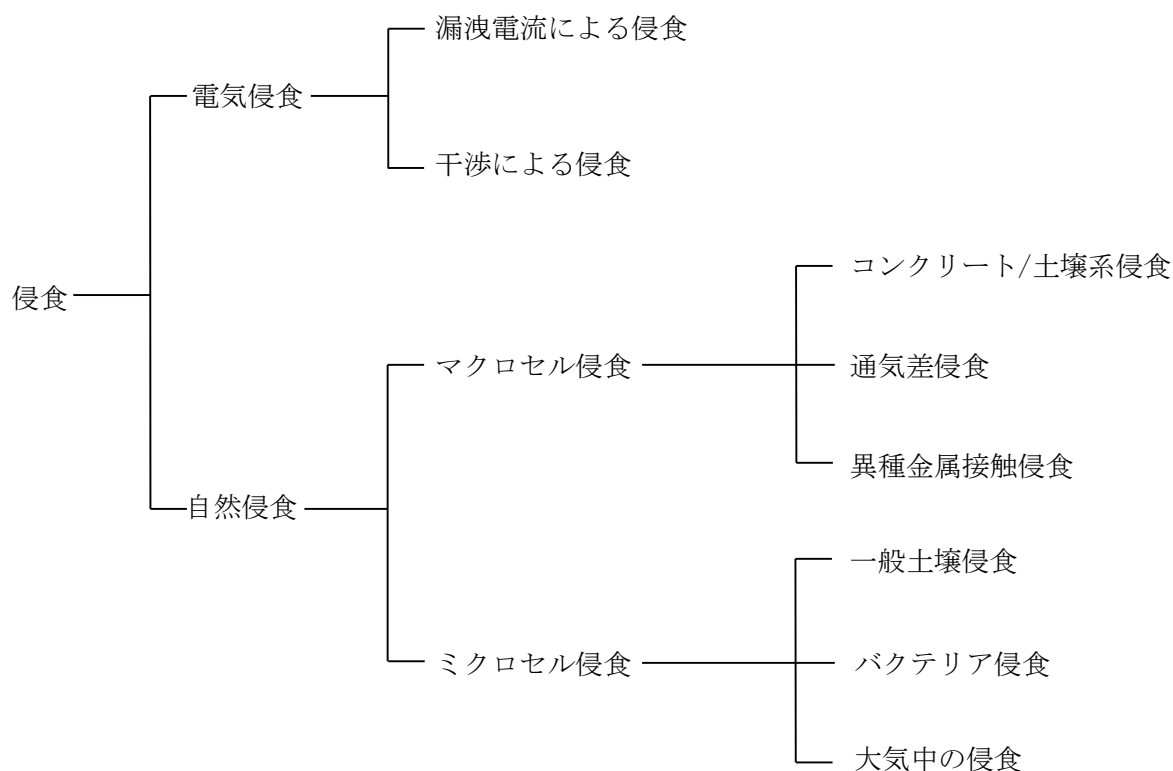 漏洩電流による侵食
電気侵食
干渉による侵食
コンクリート/土壌系侵食
侵食
マクロセル侵食
通気差侵食
異種金属接触侵食
自然侵食
一般土壌侵食
ミクロセル侵食
バクテリア侵食
大気中の侵食